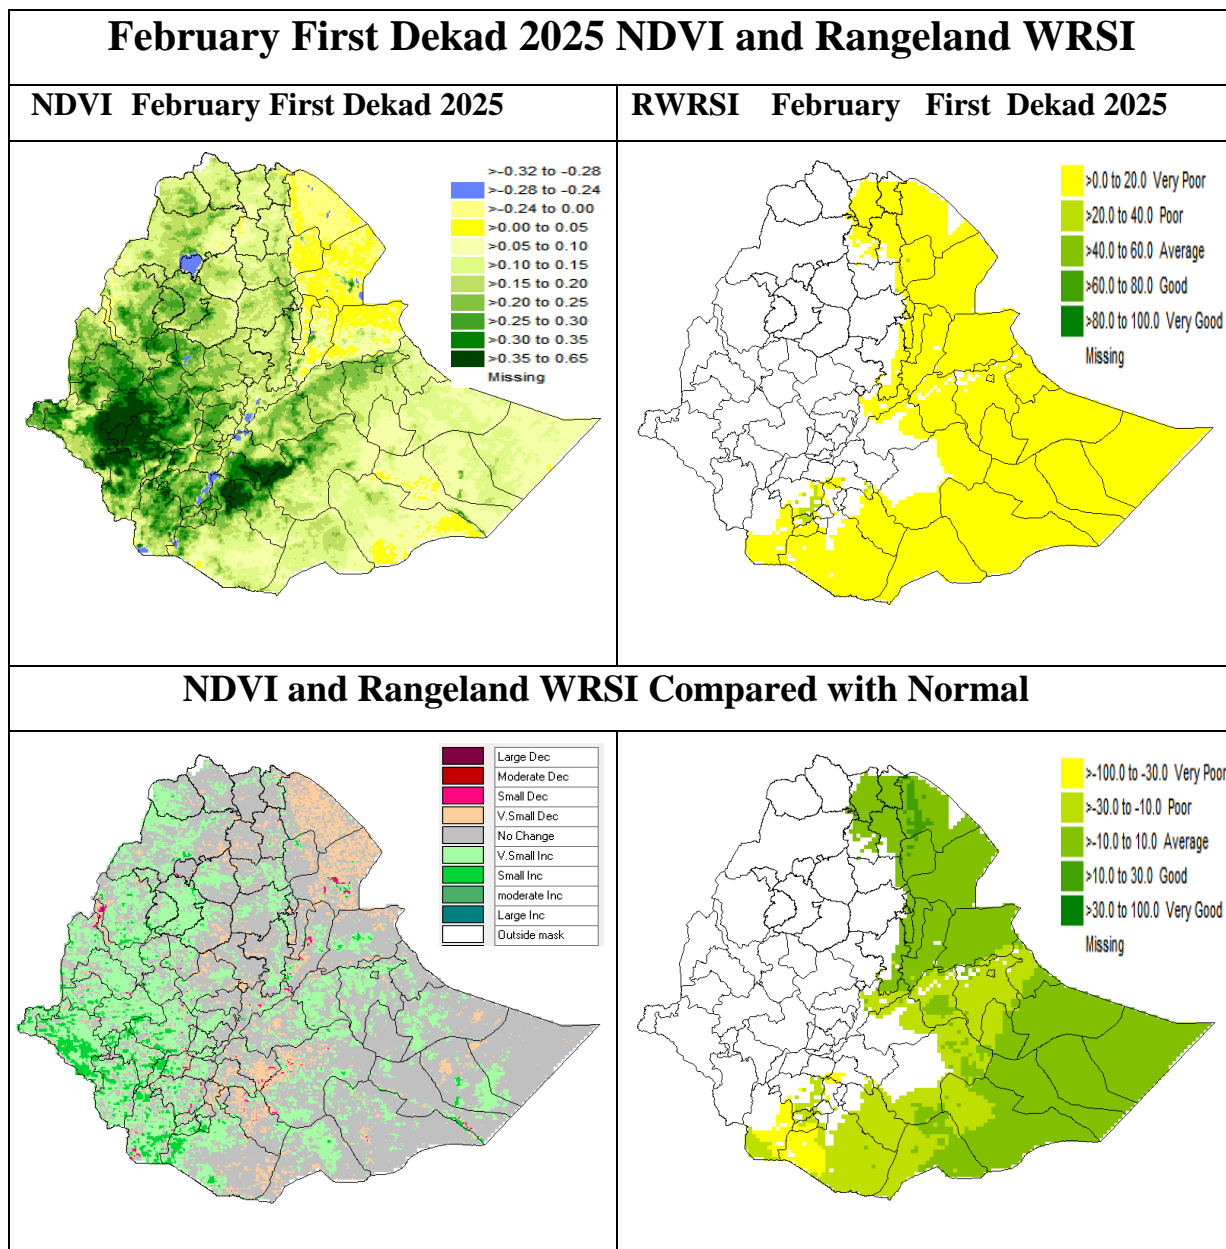 February First Dekad 2025 NDVI and Rangeland WRSI
NDVI February First Dekad 2025
RWRSI February First Dekad 2025
>-0.32 to -0.28
>-0.28 to -0.24
>-0.24 to 0.00
>0.00 to 0.05
>0.05 to 0.10
>0.10 to 0.15
>0.15 to 0.20
>0.20 to 0.25
>0.25 to 0.30
>0.30 to 0.35
>0.35 to 0.65
Missing
>0.0 to 20.0 Very Poor
>20.0 to 40.0 Poor
>40.0 to 60.0 Average
>60.0 to 80.0 Good
>80.0 to 100.0 Very Good
Missing
NDVI and Rangeland WRSI Compared with Normal
Large Dec
Moderate Dec
Small Dec
V.Small Dec
No Change
V.Small Inc
Small Inc
moderate Inc
Large Inc
Outside mask
>-100.0 to -30.0 Very Poor
>-30.0 to -10.0 Poor
>-10.0 to 10.0 Average
>10.0 to 30.0 Good
>30.0 to 100.0 Very Good
Missing